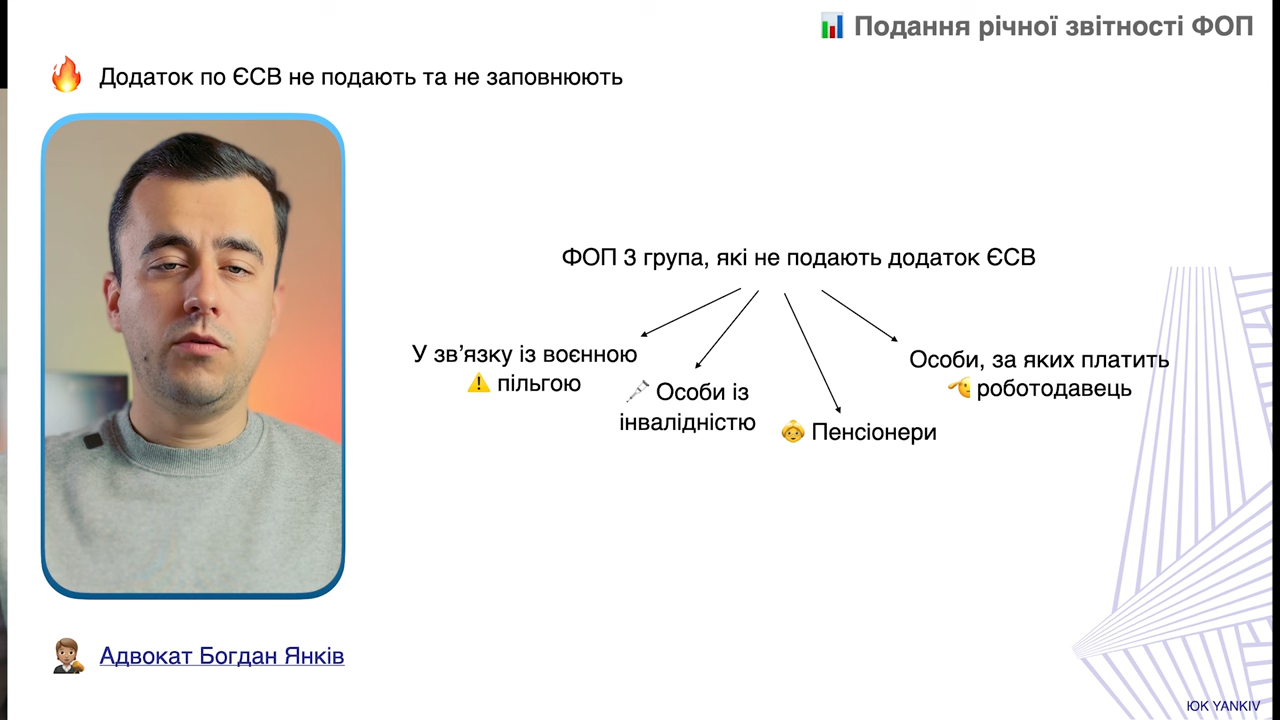 Подання річної звітності ФОП
Додаток по ЄСВ не подають та не заповнюють
ФОП 3 група, які не подають додаток ЄСВ
У зв’язку із воєнною
пільгою
Особи із
інвалідністю
Пенсіонери
Особи, за яких платить
роботодавець
Адвокат Богдан Янків
ЮК YANKIV